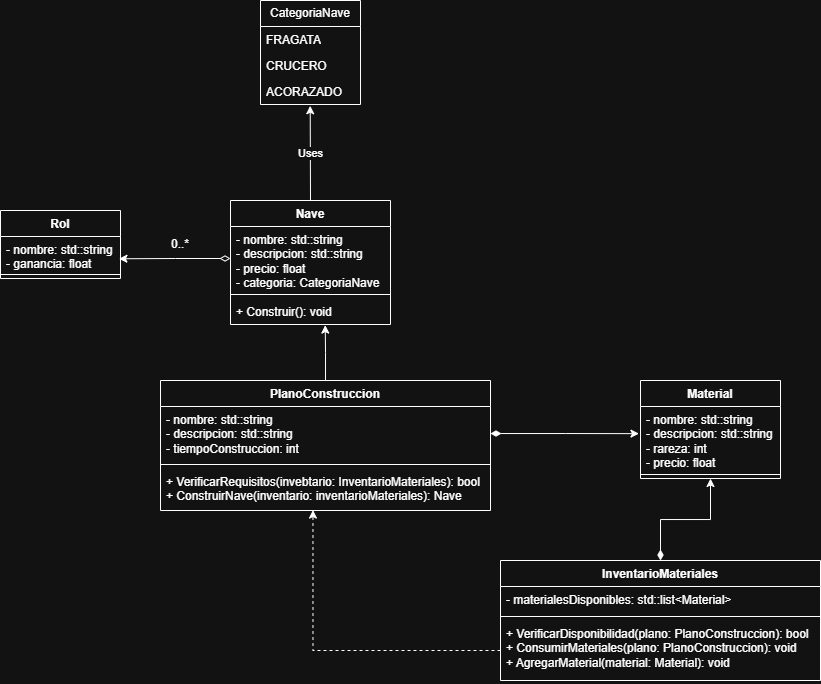 CategoriaNave
FRAGATA
CRUCERO
ACORAZADO
Uses
Rol
- nombre: std::string
- ganancia: float
0..*
Nave
- nombre: std::string
- descripcion: std::string
- precio: float
- categoria: CategoriaNave
+ Construir(): void
PlanoConstruccion
- nombre: std::string
- descripcion: std::string
- tiempoConstruccion: int
+ VerificarRequisitos(invebtario: InventarioMateriales): bool
+ ConstruirNave(inventario: inventarioMateriales): Nave
Material
- nombre: std::string
- descripcion: std::string
- rareza: int
- precio: float
InventarioMateriales
- materialesDisponibles: std::list<Material>
+ VerificarDisponibilidad(plano: PlanoConstruccion): bool
+ ConsumirMateriales(plano: PlanoConstruccion): void
+ AgregarMaterial(material: Material): void